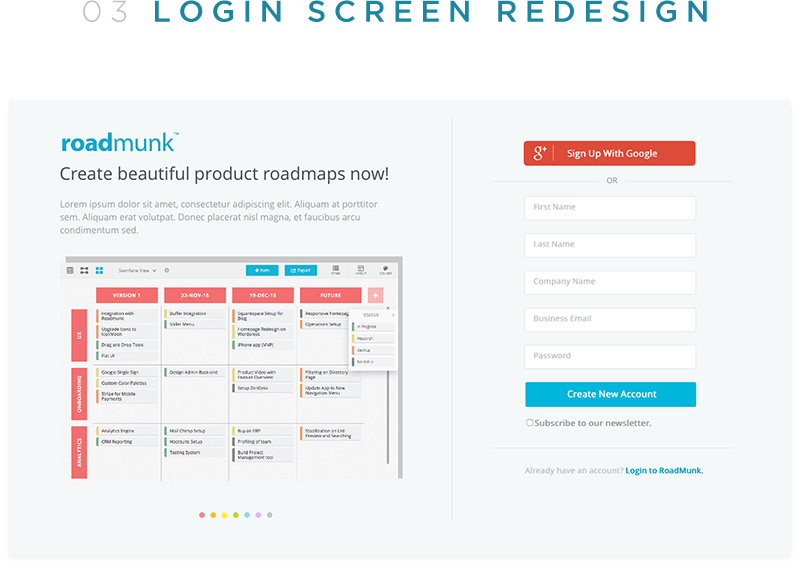 03 LOGIN SCREEN REDESIGN
roadmunk™
Create beautiful product roadmaps now!
Lorem ipsum dolor sit amet, consectetur adipiscing elit. Aliquam at porttitor
sem. Aliquam erat volutpat. Donec placerat nisl magna, et faucibus arcu
condimentum sed.
Swimlane View
+ Item
Export
VERSION 1
23-NOV-15
19-DEC-15
FUTURE
+
STATUS
In Progress
Research
No status
UX
Integration with
Roadmunk
Upgrade Icons to
IconMoon
Drag and Drop Tools
Flat UI
Buffer Integration
Slider Menu
Squarespace Setup for
Blog
Homepage Redesign on
Wordpress
iPhone app (MVP)
Responsive Homepage
Operations Setup
ONBOARDING
Google Single Sign
Custom Color Palettes
Stripe for Mobile
Payments
Design Admin Back-end
Product Video with
Feature Overview
Setup ZenDesk
Filtering on Directory
Page
Update App to New
Navigation Menu
ANALYTICS
Analytics Engine
CRM Reporting
Mail Chimp Setup
Hootsuite Setup
Testing System
Buy an ERP
Profiling of team
Build Project
Management tool
Stabilization on List
Preview and Searching
g+ Sign Up With Google
OR
First Name
Last Name
Company Name
Business Email
Password
Create New Account
Subscribe to our newsletter.
Already have an account? Login to RoadMunk.